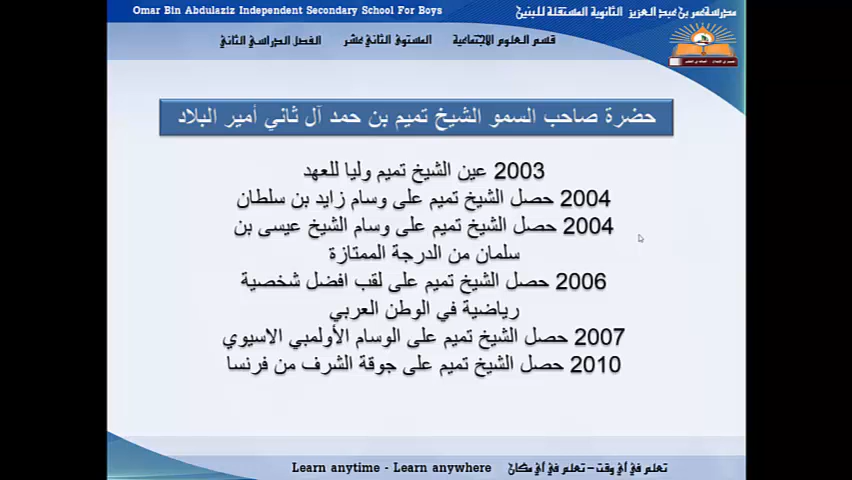 Omar Bin Abdulaziz Independent Secondary School For Boys
مدرسة عمر بن عبد العزيز الثانوية المستقلة للبنين
قسم العلوم الاجتماعية
المستوى الثاني عشر
الفصل الدراسي الثاني
حضرة صاحب السمو الشيخ تميم بن حمد آل ثاني أمير البلاد
2003 عين الشيخ تميم وليا للعهد
2004 حصل الشيخ تميم على وسام زايد بن سلطان
2004 حصل الشيخ تميم على وسام الشيخ عيسى بن
سلمان من الدرجة الممتازة
2006 حصل الشيخ تميم على لقب افضل شخصية
رياضية في الوطن العربي
2007 حصل الشيخ تميم على الوسام الأولمبي الاسيوي
2010 حصل الشيخ تميم على جوقة الشرف من فرنسا
Learn anytime - Learn anywhere
تعلم في أي وقت – تعلم في أي مكان